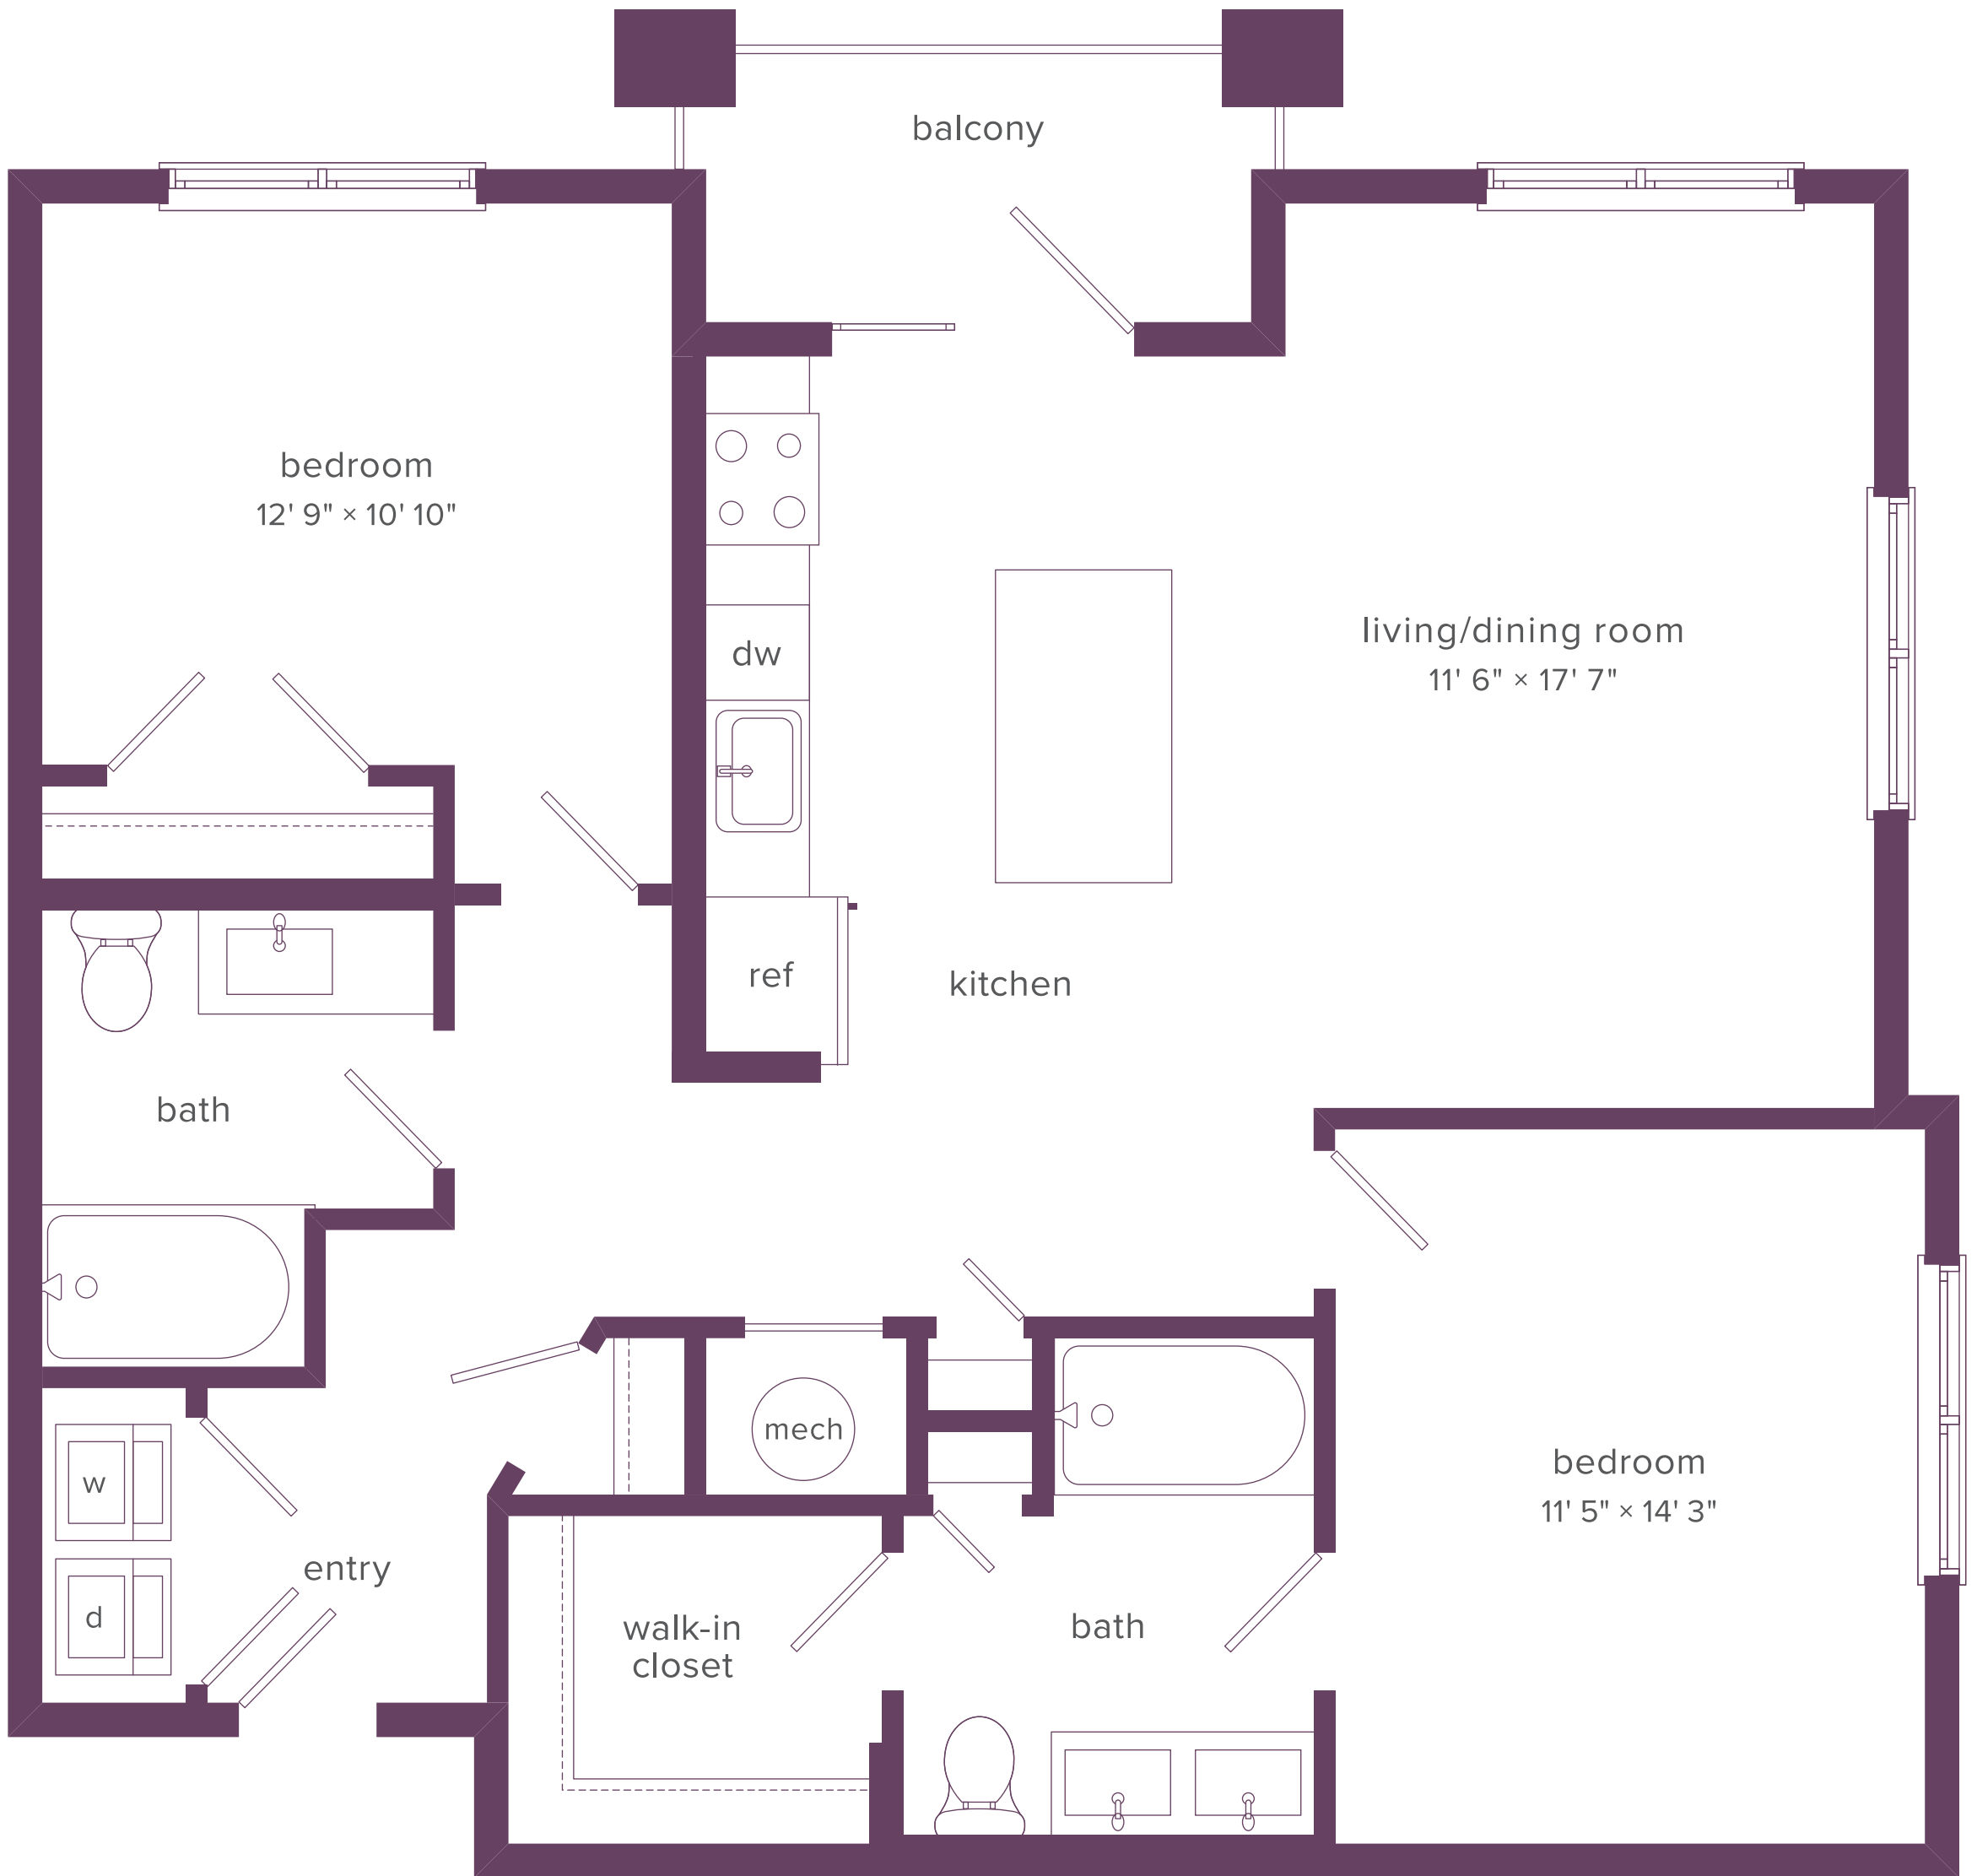 balcony
bedroom
12' 9" × 10' 10"
living/dining room
11' 6" × 17' 7"
dw
ref
kitchen
bath
mech
w
bedroom
11' 5" × 14' 3"
entry
d
walk-in
closet
bath